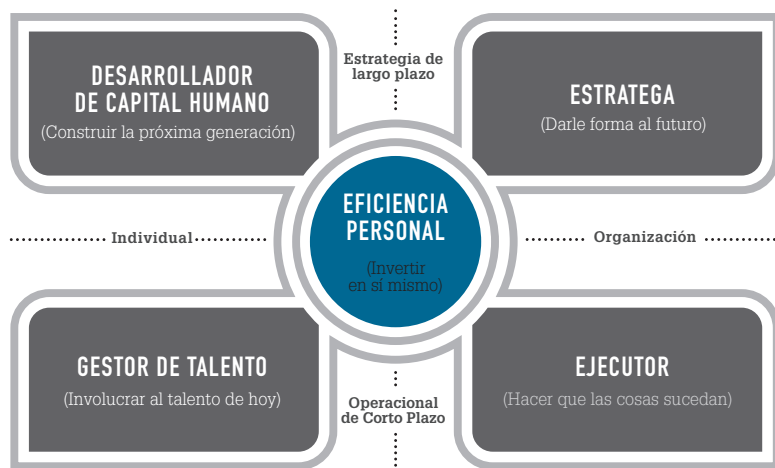 DESARROLLADOR
DE CAPITAL HUMANO
(Construir la próxima generación)
Estrategia de
largo plazo
ESTRATEGA
(Darle forma al futuro)
EFICIENCIA
PERSONAL
(Invertir
en sí mismo)
Individual
Organización
GESTOR DE TALENTO
(Involucrar al talento de hoy)
Operacional
de Corto Plazo
EJECUTOR
(Hacer que las cosas sucedan)